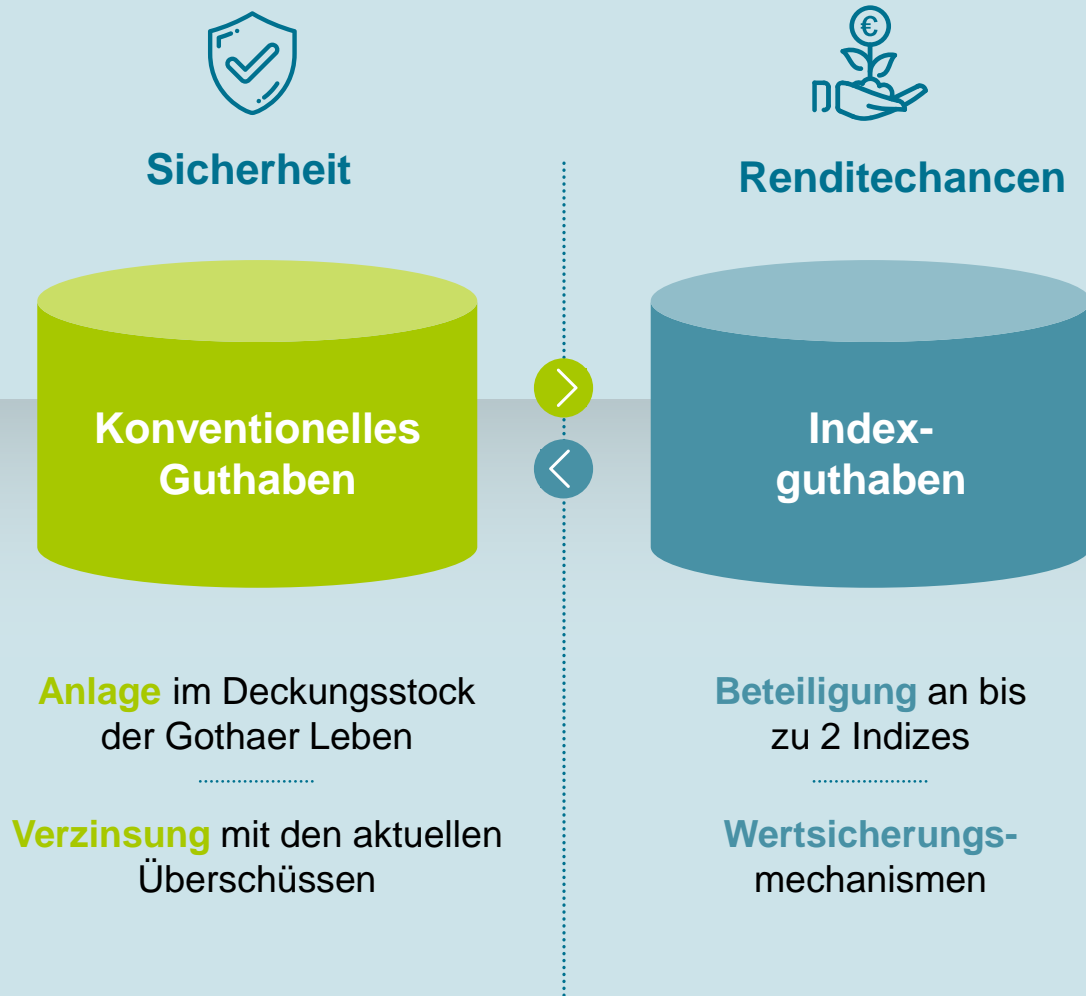 €
Sicherheit
Konventionelles
Guthaben
Anlage im Deckungsstock
der Gothaer Leben
Verzinsung mit den aktuellen
Überschüssen
Renditechancen
Index-
guthaben
Beteiligung an bis
zu 2 Indizes
Wertsicherungs-
mechanismen